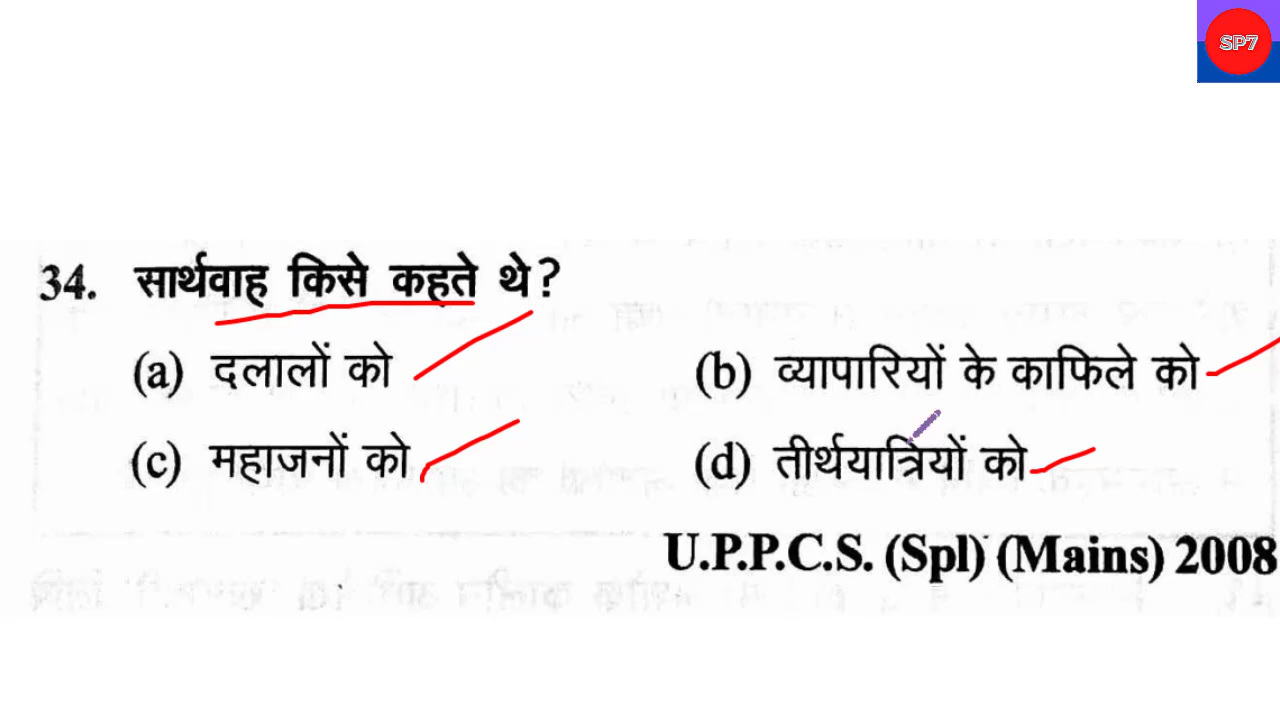 SP7
34. सार्थवाह किसे कहते थे?
(a) दलालों को (b) व्यापारियों के काफिले को
(c) महाजनों को (d) तीर्थयात्रियों को
U.P.P.C.S. (Spl) (Mains) 2008